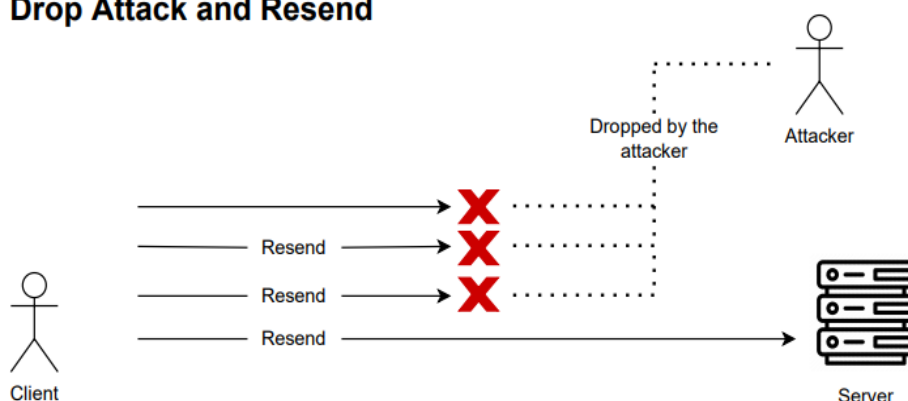 Drop Attack and Resend
Dropped by the
attacker
Attacker
Resend
Resend
Resend
Client
Server